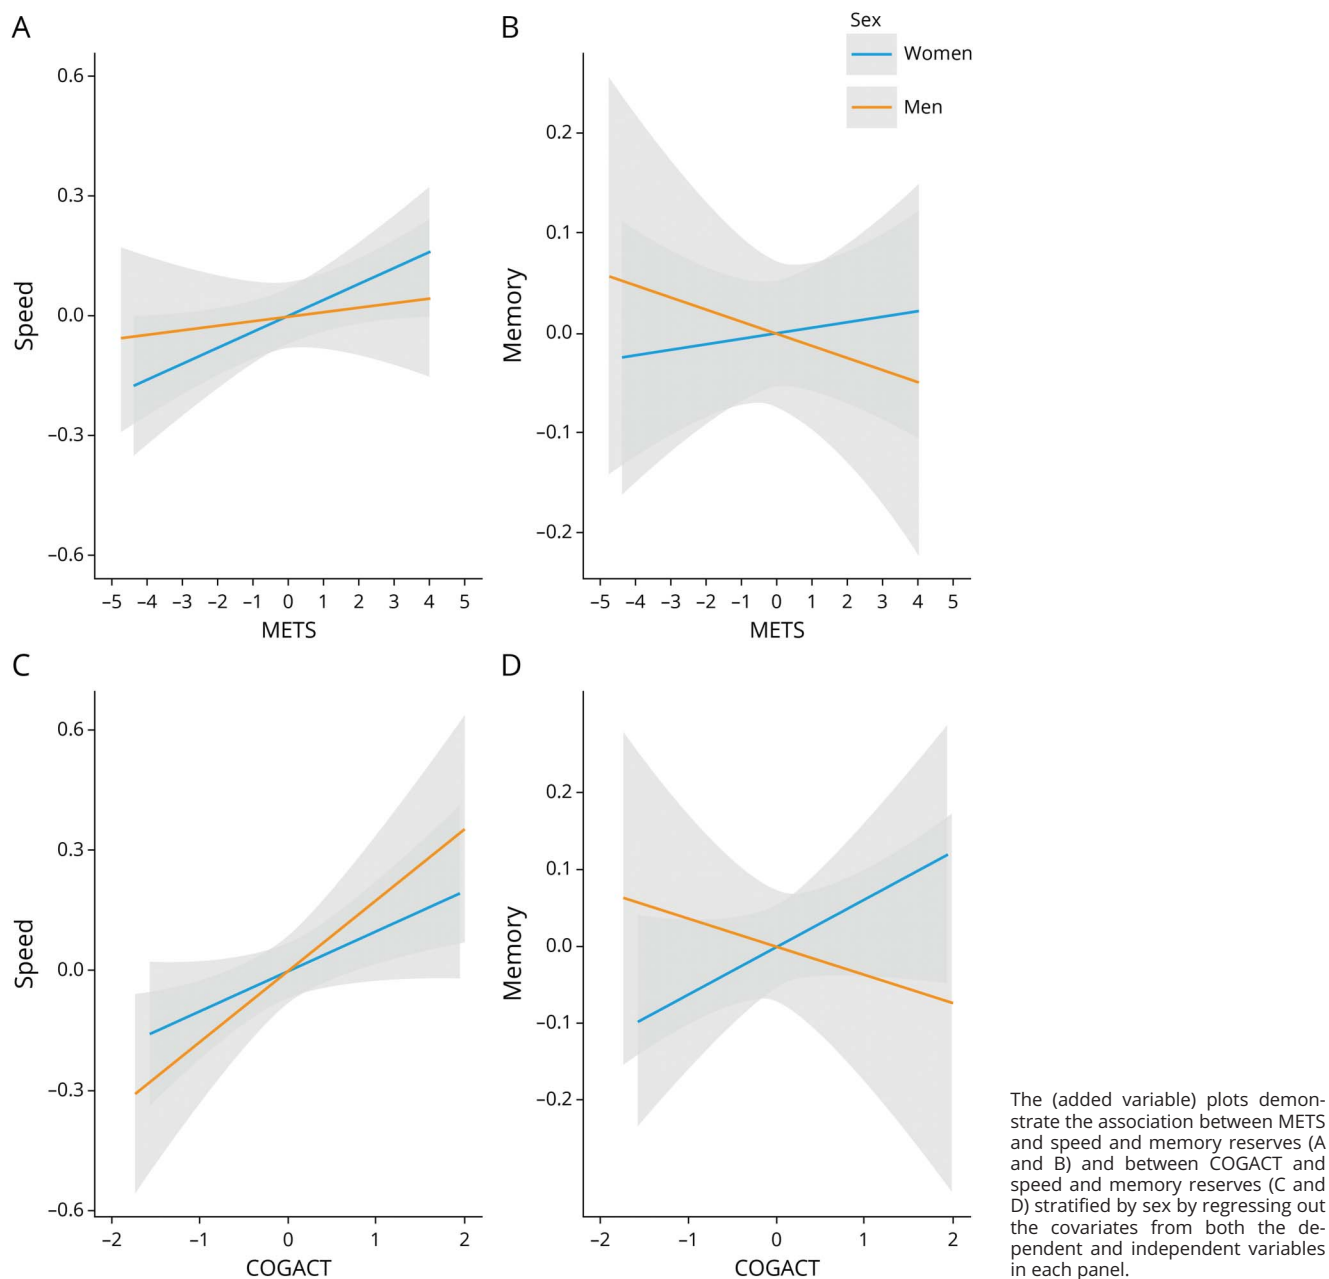 A
B
Sex
Women
Men
0.6
0.3
0.0
–0.3
–0.6
Speed
–5 –4 –3 –2 –1 0 1 2 3 4 5
METS
0.2
0.1
0.0
–0.1
–0.2
Memory
–5 –4 –3 –2 –1 0 1 2 3 4 5
METS
C
D
0.6
0.3
0.0
–0.3
–0.6
Speed
–2 –1 0 1 2
COGACT
0.2
0.1
0.0
–0.1
–0.2
Memory
–2 –1 0 1 2
COGACT
The (added variable) plots demon-
strate the association between METS
and speed and memory reserves (A
and B) and between COGACT and
speed and memory reserves (C and
D) stratified by sex by regressing out
the covariates from both the de-
pendent and independent variables
in each panel.